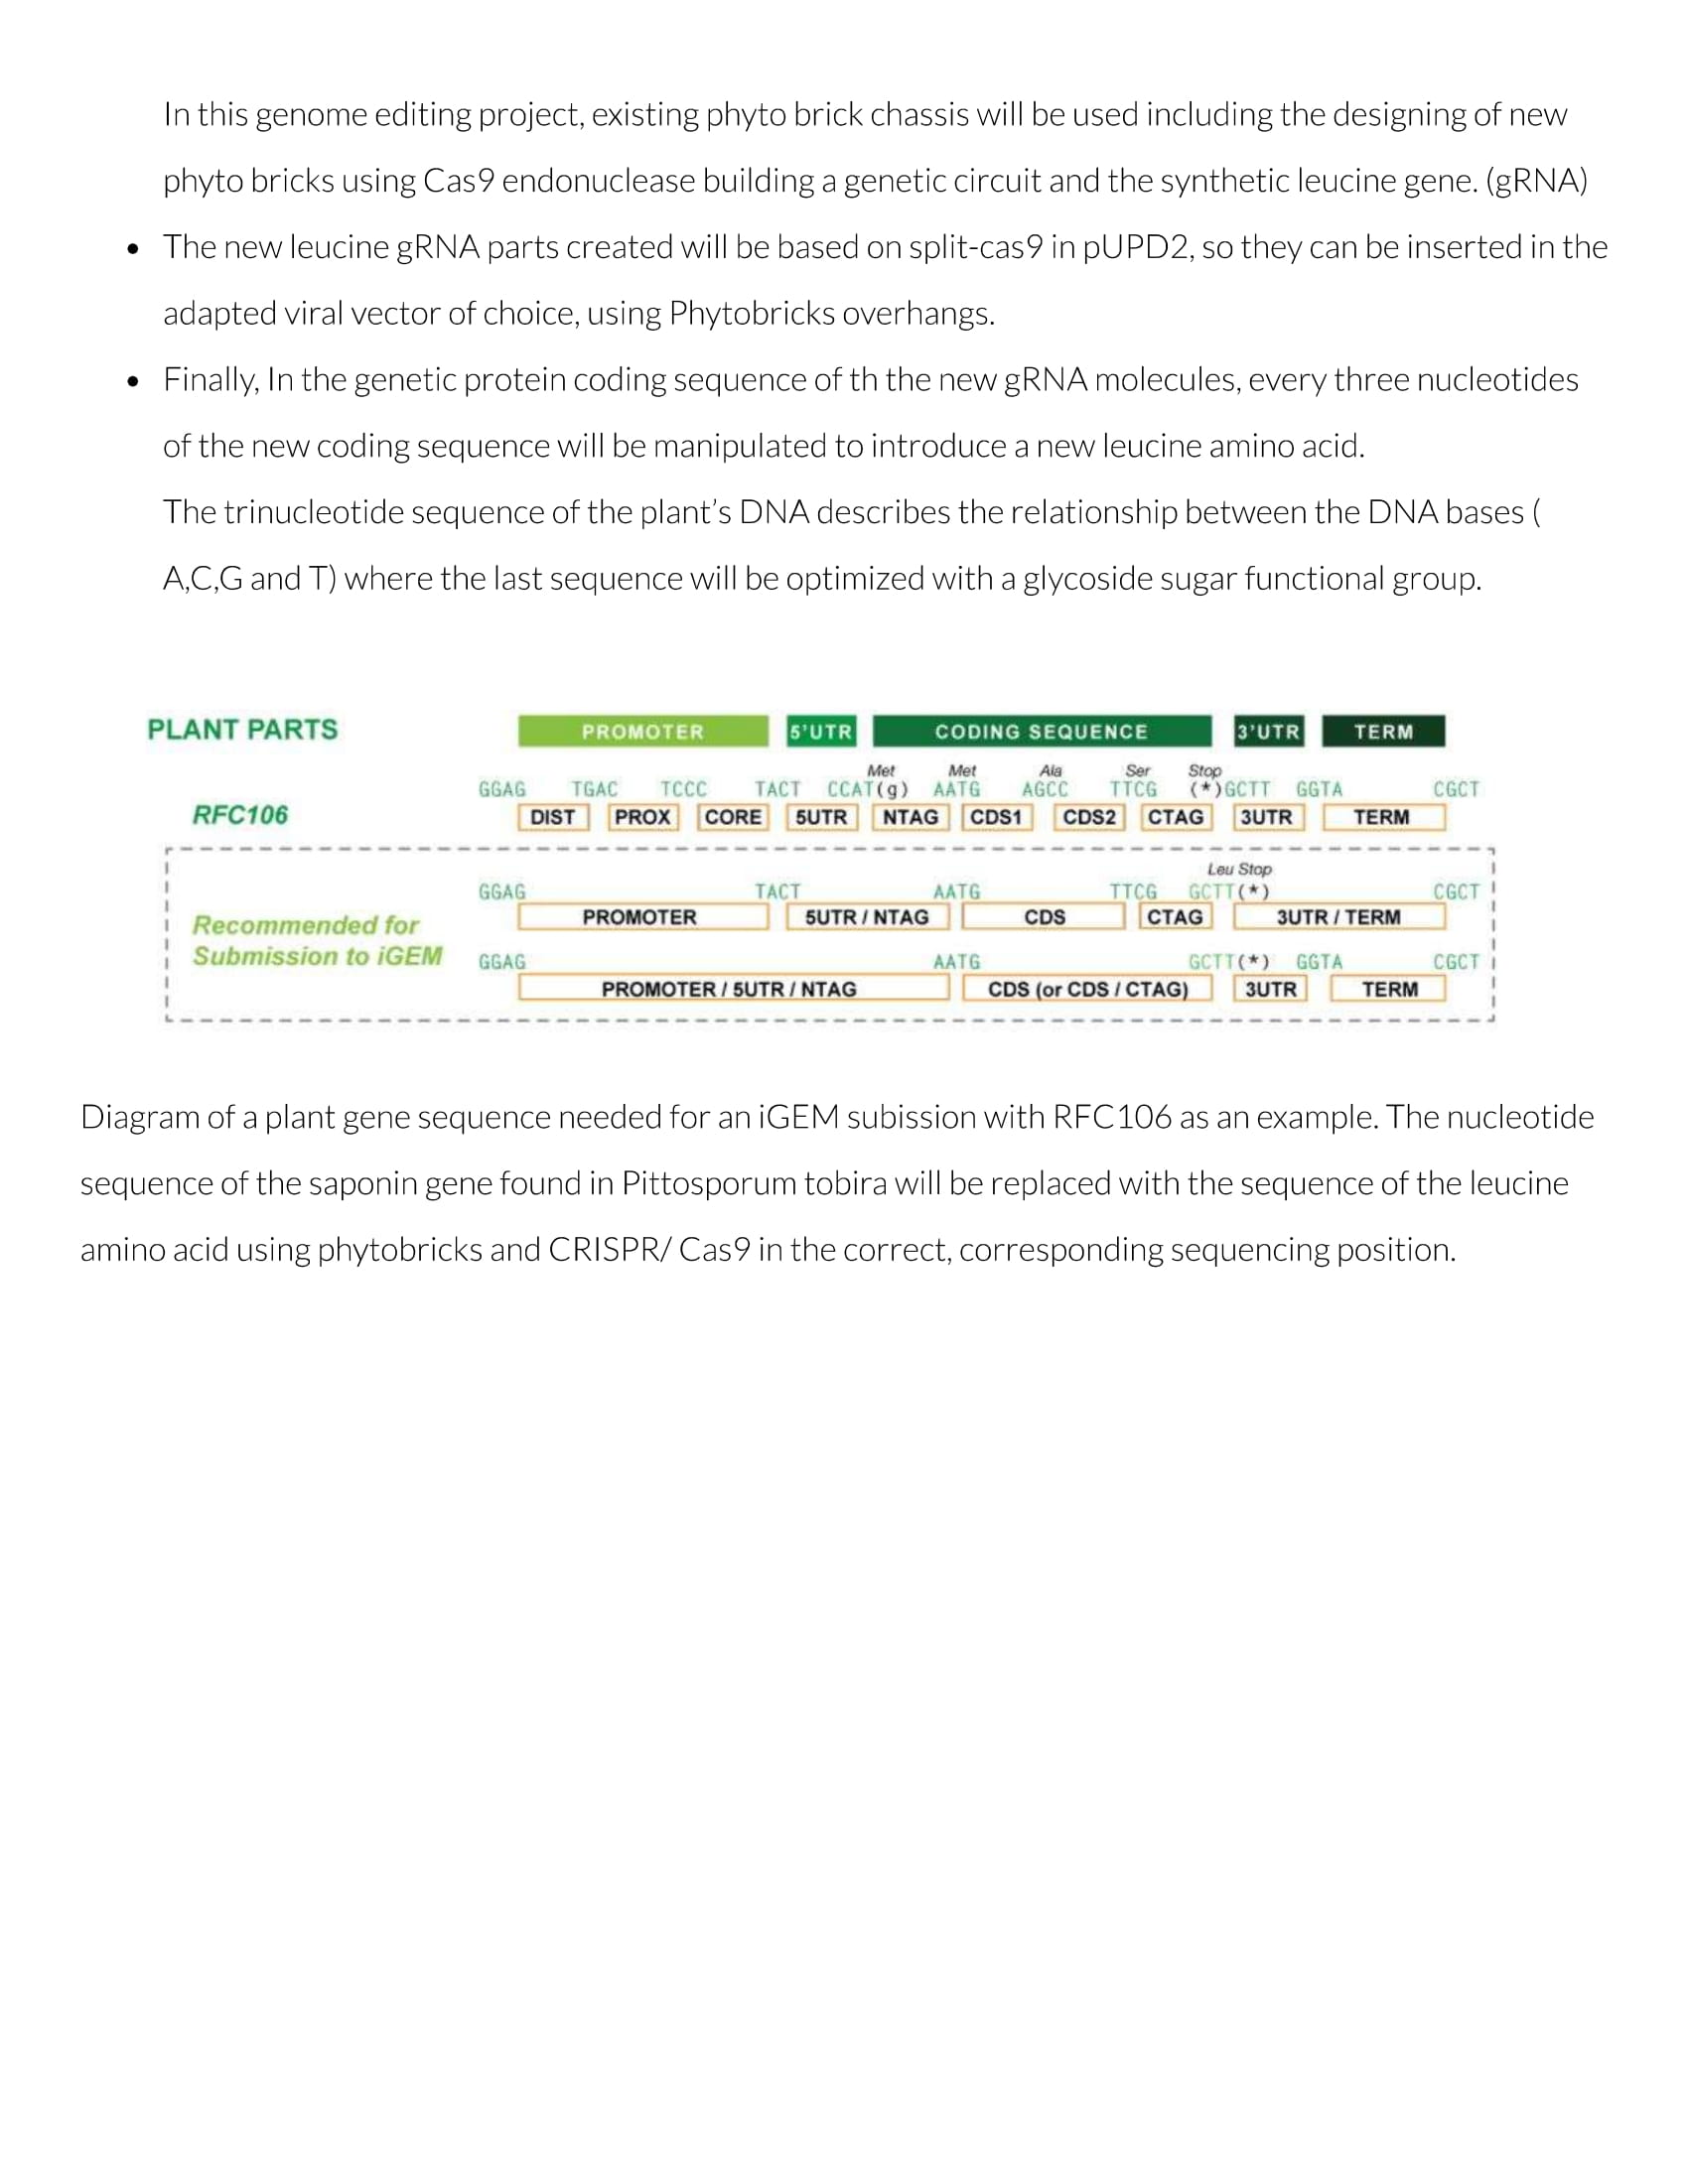 In this genome editing project, existing phyto brick chassis will be used including the designing of new
phyto bricks using Cas9 endonuclease building a genetic circuit and the synthetic leucine gene. (gRNA)
• The new leucine gRNA parts created will be based on split-cas9 in pUPD2, so they can be inserted in the
adapted viral vector of choice, using Phytobricks overhangs.
• Finally, In the genetic protein coding sequence of th the new gRNA molecules, every three nucleotides
of the new coding sequence will be manipulated to introduce a new leucine amino acid.
The trinucleotide sequence of the plant's DNA describes the relationship between the DNA bases (
A,C,G and T) where the last sequence will be optimized with a glycoside sugar functional group.
PLANT PARTS PROMOTER 5'UTR CODING SEQUENCE 3'UTR TERM
Met Met Ala Ser Stop
GGAG TGAC TCCC TACT CCAT(g) AATG AGCC TTCG (*)GCTT GGTA CGCT
RFC106 DIST PROX CORE 5UTR NTAG CDS1 CDS2 CTAG 3UTR TERM
Leu Stop
GGAG TACT AATG TTCG GCTT(*) CGCT
PROMOTER 5UTR / NTAG CDS CTAG 3UTR / TERM
Recommended for
Submission to iGEM
GGAG AATG GCTT(*) GGTA CGCT
PROMOTER / 5UTR / NTAG CDS (or CDS / CTAG) 3UTR TERM
Diagram of a plant gene sequence needed for an iGEM subission with RFC106 as an example. The nucleotide
sequence of the saponin gene found in Pittosporum tobira will be replaced with the sequence of the leucine
amino acid using phytobricks and CRISPR/ Cas9 in the correct, corresponding sequencing position.